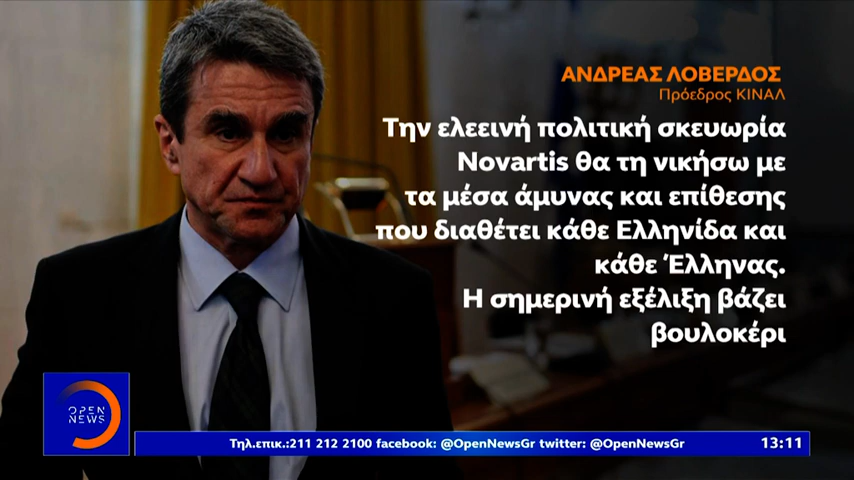 ΑΝΔΡΕΑΣ ΛΟΒΕΡΔΟΣ
Πρόεδρος ΚΙΝΑΛ
Την ελεεινή πολιτική σκευωρία
Novartis θα τη νικήσω με
τα μέσα άμυνας και επίθεσης
που διαθέτει κάθε Ελληνίδα και
κάθε Έλληνας.
Η σημερινή εξέλιξη βάζει
βουλοκέρι
OPEN
NEWS
Τηλ.επικ.:211 212 2100 facebook: @OpenNewsGr twitter: @OpenNewsGr
13:11